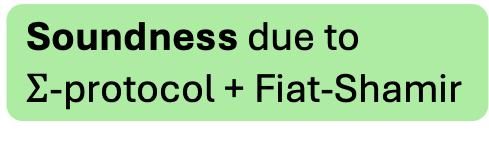 Soundness due to
Σ-protocol + Fiat-Shamir